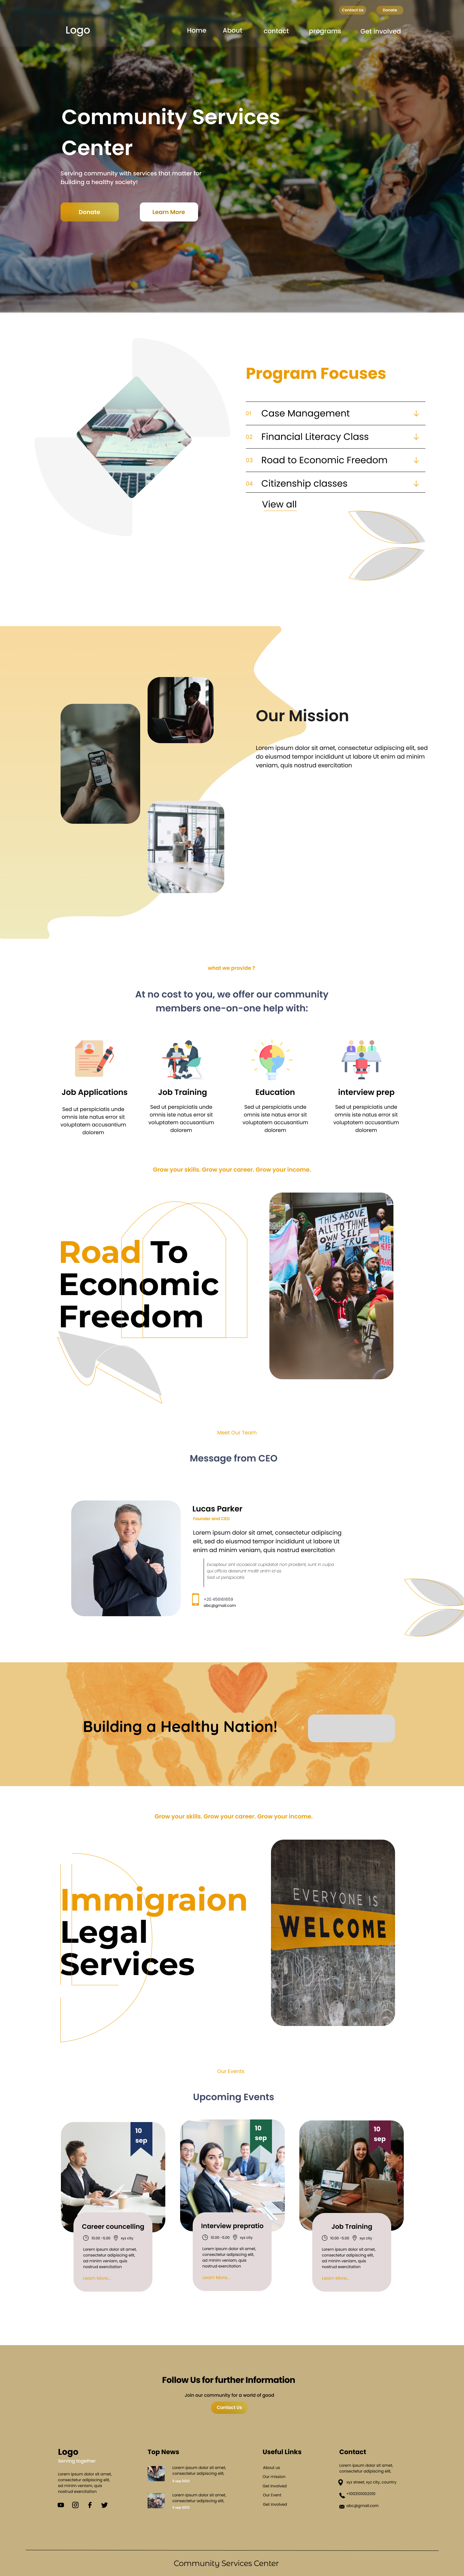 Contact Us
Donate
Logo
Home
About
contact
programs
Get involved
Community Services
Center
Serving community with services that matter for
building a healthy society!
Donate
Learn More
Program Focuses
01 Case Management
02 Financial Literacy Class
03 Road to Economic Freedom
04 Citizenship classes
View all
Our Mission
Lorem ipsum dolor sit amet, consectetur adipiscing elit, sed
do eiusmod tempor incididunt ut labore Ut enim ad minim
veniam, quis nostrud exercitation
what we provide ?
At no cost to you, we offer our community
members one-on-one help with:
Job Applications
Sed ut perspiciatis unde
omnis iste natus error sit
voluptatem accusantium
dolorem
Job Training
Sed ut perspiciatis unde
omnis iste natus error sit
voluptatem accusantium
dolorem
Education
Sed ut perspiciatis unde
omnis iste natus error sit
voluptatem accusantium
dolorem
interview prep
Sed ut perspiciatis unde
omnis iste natus error sit
voluptatem accusantium
dolorem
Grow your skills. Grow your career. Grow your income.
Road To
Economic
Freedom
THIS ABOVE
ALL TO THINE
OWN SELF
BE TRUE
Meet Our Team
Message from CEO
Lucas Parker
Founder and CEO
Lorem ipsum dolor sit amet, consectetur adipiscing
elit, sed do eiusmod tempor incididunt ut labore Ut
enim ad minim veniam, quis nostrud exercitation
Excepteur sint occaecat cupidatat non proident, sunt in culpa
qui officia deserunt mollit anim id es
Sed ut perspiciatis
abc@gmail.com
Building a Healthy Nation!
Grow your skills. Grow your career. Grow your income.
Immigraion
Legal
Services
EVERYONE IS
WELCOME
Our Events
Upcoming Events
10
sep
Career councelling
10.00 -5.00 xyz city
Lorem ipsum dolor sit amet,
consectetur adipiscing elit,
ad minim veniam, quis
nostrud exercitation
Learn More...
10
sep
Interview prepratio
10.00 -5.00 xyz city
Lorem ipsum dolor sit amet,
consectetur adipiscing elit,
ad minim veniam, quis
nostrud exercitation
Learn More...
10
sep
Job Training
10.00 -5.00 xyz city
Lorem ipsum dolor sit amet,
consectetur adipiscing elit,
ad minim veniam, quis
nostrud exercitation
Learn More...
Follow Us for further Information
Join our community for a world of good
Contact Us
Logo
Serving together
Lorem ipsum dolor sit amet,
consectetur adipiscing elit,
ad minim veniam, quis
nostrud exercitation
Top News
Lorem ipsum dolor sit amet,
consectetur adipiscing elit,
Lorem ipsum dolor sit amet,
consectetur adipiscing elit,
Useful Links
About us
Our mission
Get involved
Our Event
Get involved
Contact
Lorem ipsum dolor sit amet,
consectetur adipiscing elit,
xyz street, xyz city, country
abc@gmail.com
Community Services Center